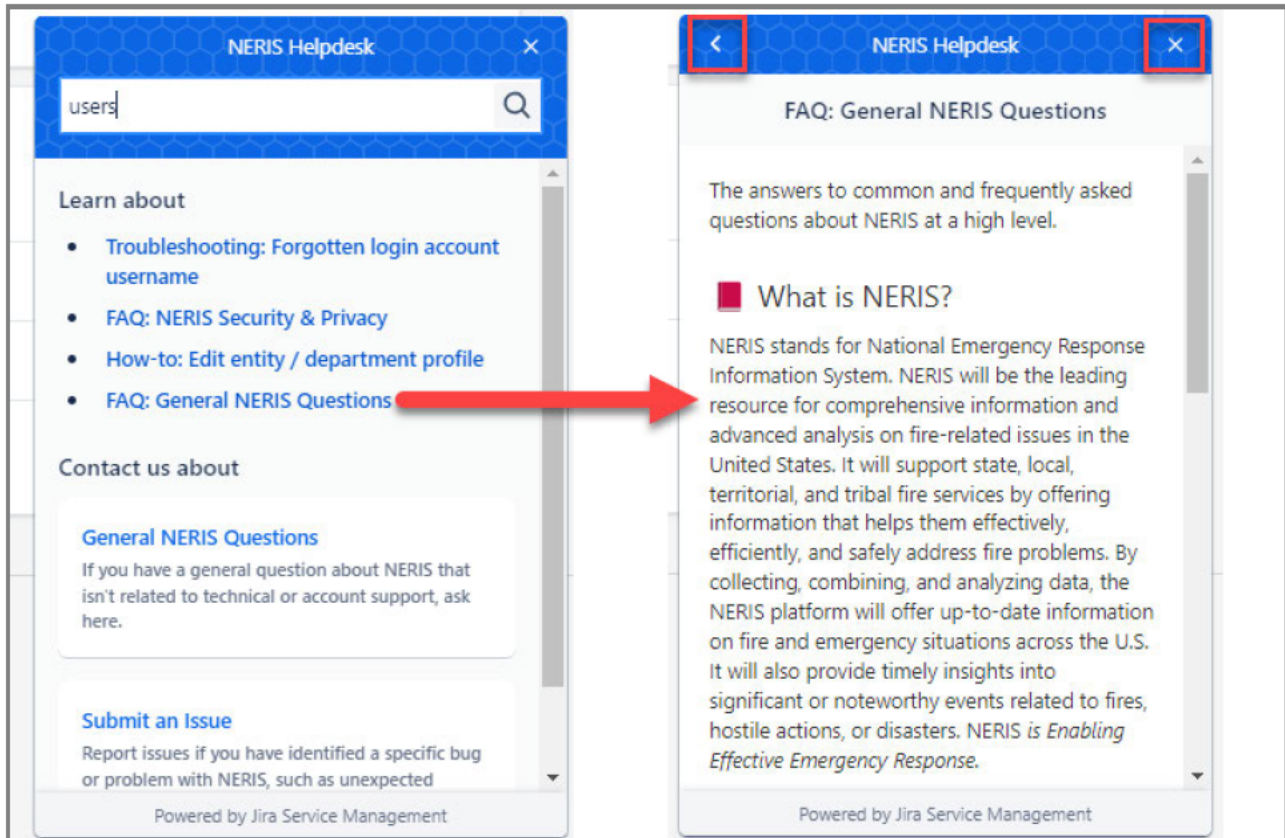 NERIS Helpdesk
users
Learn about
Troubleshooting: Forgotten login account
username
FAQ: NERIS Security & Privacy
How-to: Edit entity / department profile
FAQ: General NERIS Questions
Contact us about
General NERIS Questions
If you have a general question about NERIS that
isn't related to technical or account support, ask
here.
Submit an Issue
Report issues if you have identified a specific bug
or problem with NERIS, such as unexpected
Powered by Jira Service Management
NERIS Helpdesk
FAQ: General NERIS Questions
The answers to common and frequently asked
questions about NERIS at a high level.
What is NERIS?
NERIS stands for National Emergency Response
Information System. NERIS will be the leading
resource for comprehensive information and
advanced analysis on fire-related issues in the
United States. It will support state, local,
territorial, and tribal fire services by offering
information that helps them effectively,
efficiently, and safely address fire problems. By
collecting, combining, and analyzing data, the
NERIS platform will offer up-to-date information
on fire and emergency situations across the U.S.
It will also provide timely insights into
significant or noteworthy events related to fires,
hostile actions, or disasters. NERIS is Enabling
Effective Emergency Response.
Powered by Jira Service Management